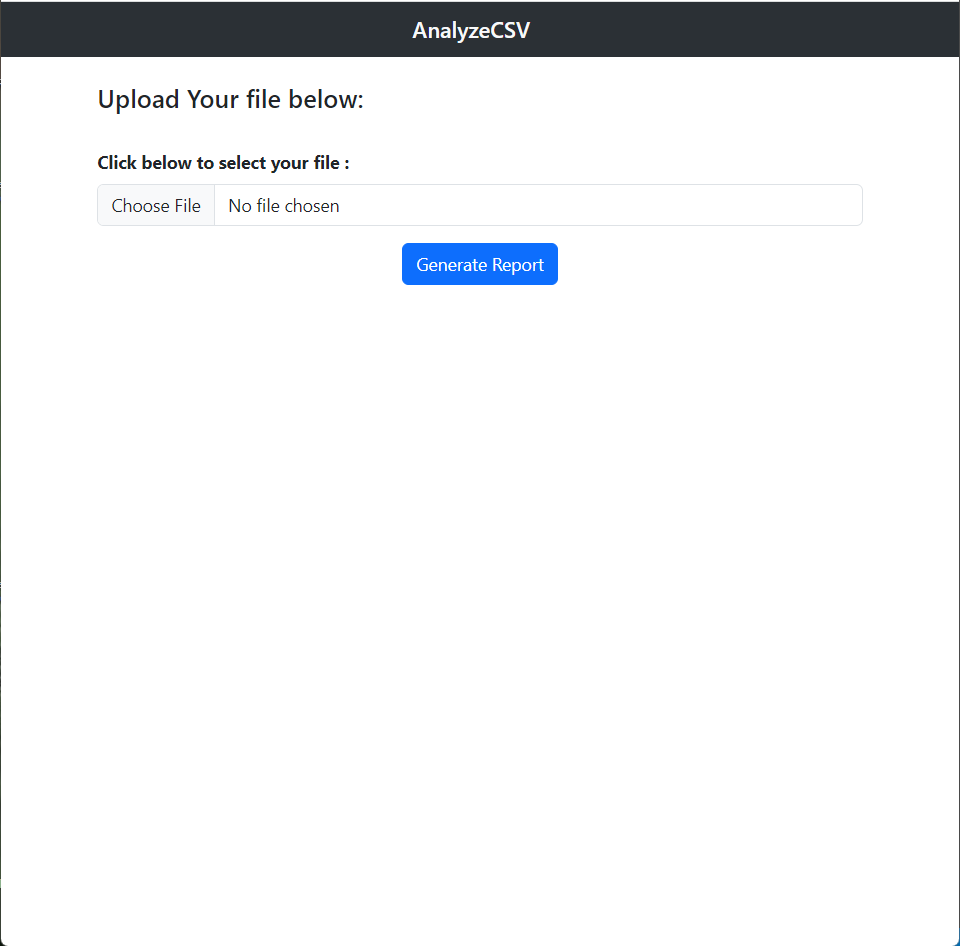 AnalyzeCSV
Upload Your file below:
Click below to select your file :
Choose File No file chosen
Generate Report